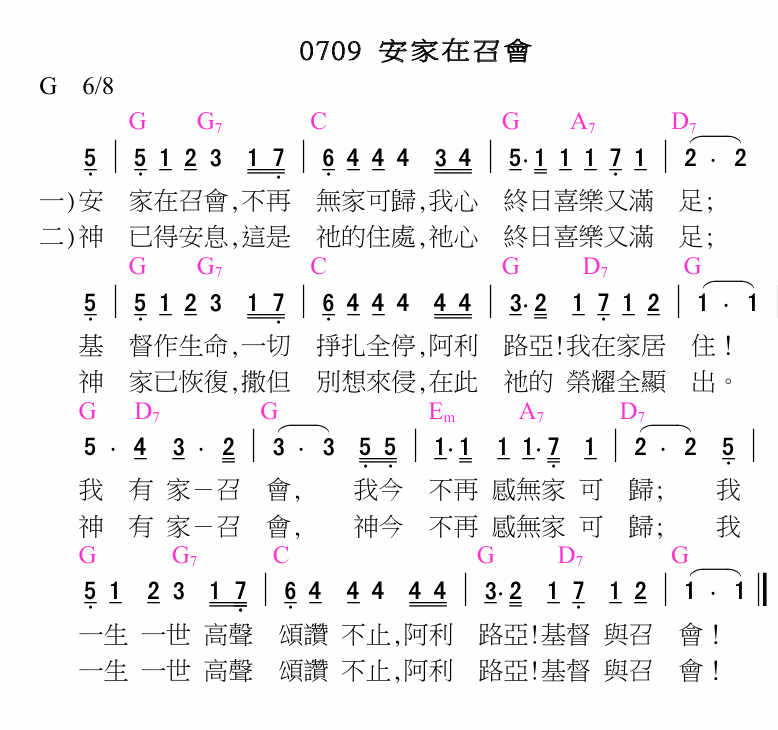 0709 安家在召會
G 6/8
G G7 C G A7 D7
5 | 5 1 2 3 1 7 | 6 4 4 4 3 4 | 5· 1 1 1 7 1 | 2 · 2
一)安 家在召會,不再 無家可歸,我心 終日喜樂又滿 足;
二)神 已得安息,這是 祂的住處,祂心 終日喜樂又滿 足;
G G7 C G D7 G
5 | 5 1 2 3 1 7 | 6 4 4 4 4 4 | 3· 2 1 7 1 2 | 1 · 1 |
基 督作生命,一切 掙扎全停,阿利 路亞!我在家居 住!
神 家已恢復,撒但 別想來侵,在此 祂的 榮耀全顯 出。
G D7 G Em A7 D7
5 · 4 3 · 2 | 3 · 3 5 5 | 1· 1 1 1· 7 1 | 2 · 2 5 |
我 有 家－召 會, 我今 不再 感無家 可 歸; 我
神 有 家－召 會, 神今 不再 感無家 可 歸; 我
G G7 C G D7 G
5 1 2 3 1 7 | 6 4 4 4 4 4 | 3· 2 1 7 1 2 | 1 · 1 ‖
一生 一世 高聲 頌讚 不止,阿利 路亞!基督 與召 會!
一生 一世 高聲 頌讚 不止,阿利 路亞!基督 與召 會!